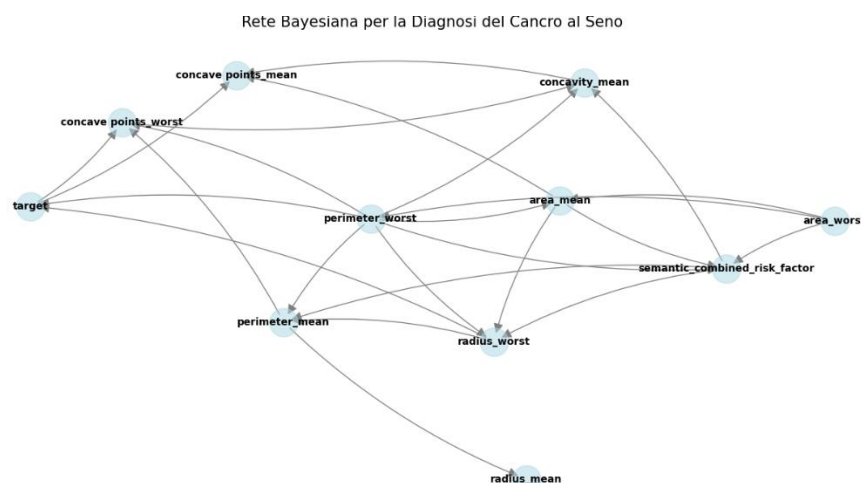 Rete Bayesiana per la Diagnosi del Cancro al Seno
concave points_mean
concavity_mean
concave points_worst
area_mean
target
perimeter_worst
area_wors
semantic_combined_risk_factor
perimeter_mean
radius_worst
radius_mean